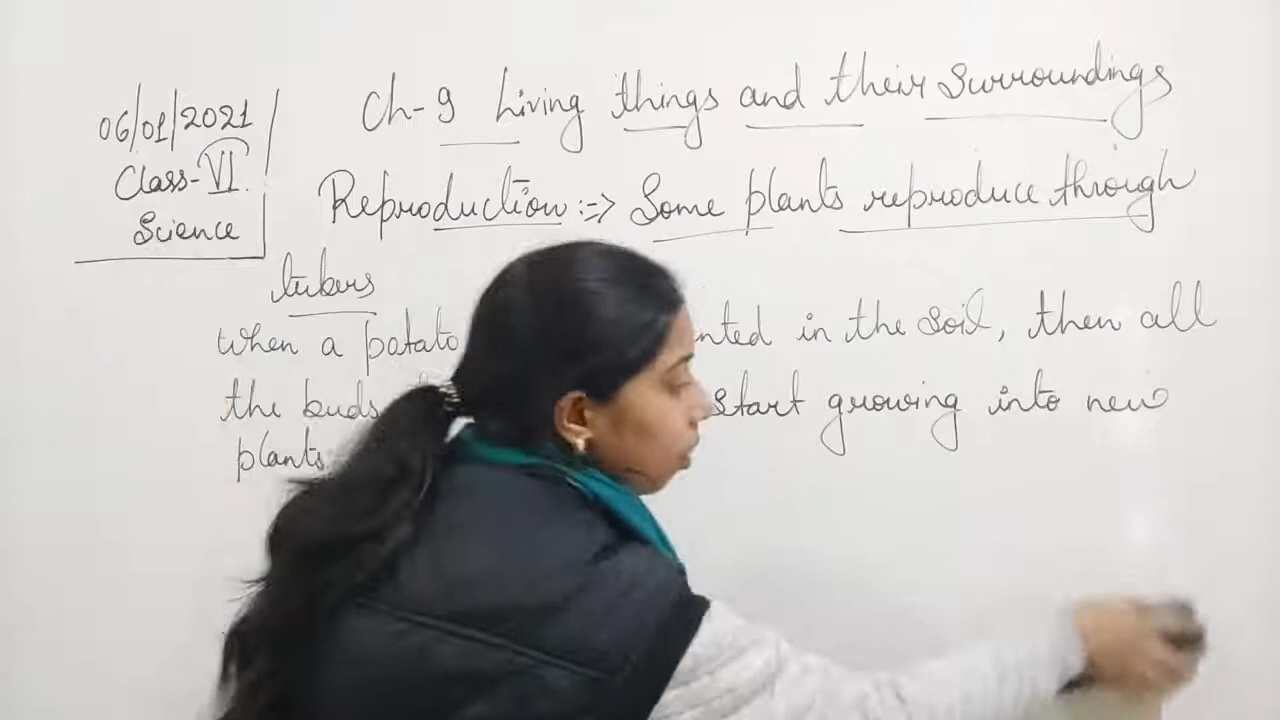 06/01/2021
Class-VI
Science
Ch-9 Living things and their Surroundings
Reproduction :=> Some plants reproduce through
tubers
when a patato nted in the soil, then all
the buds start growing into new
plants